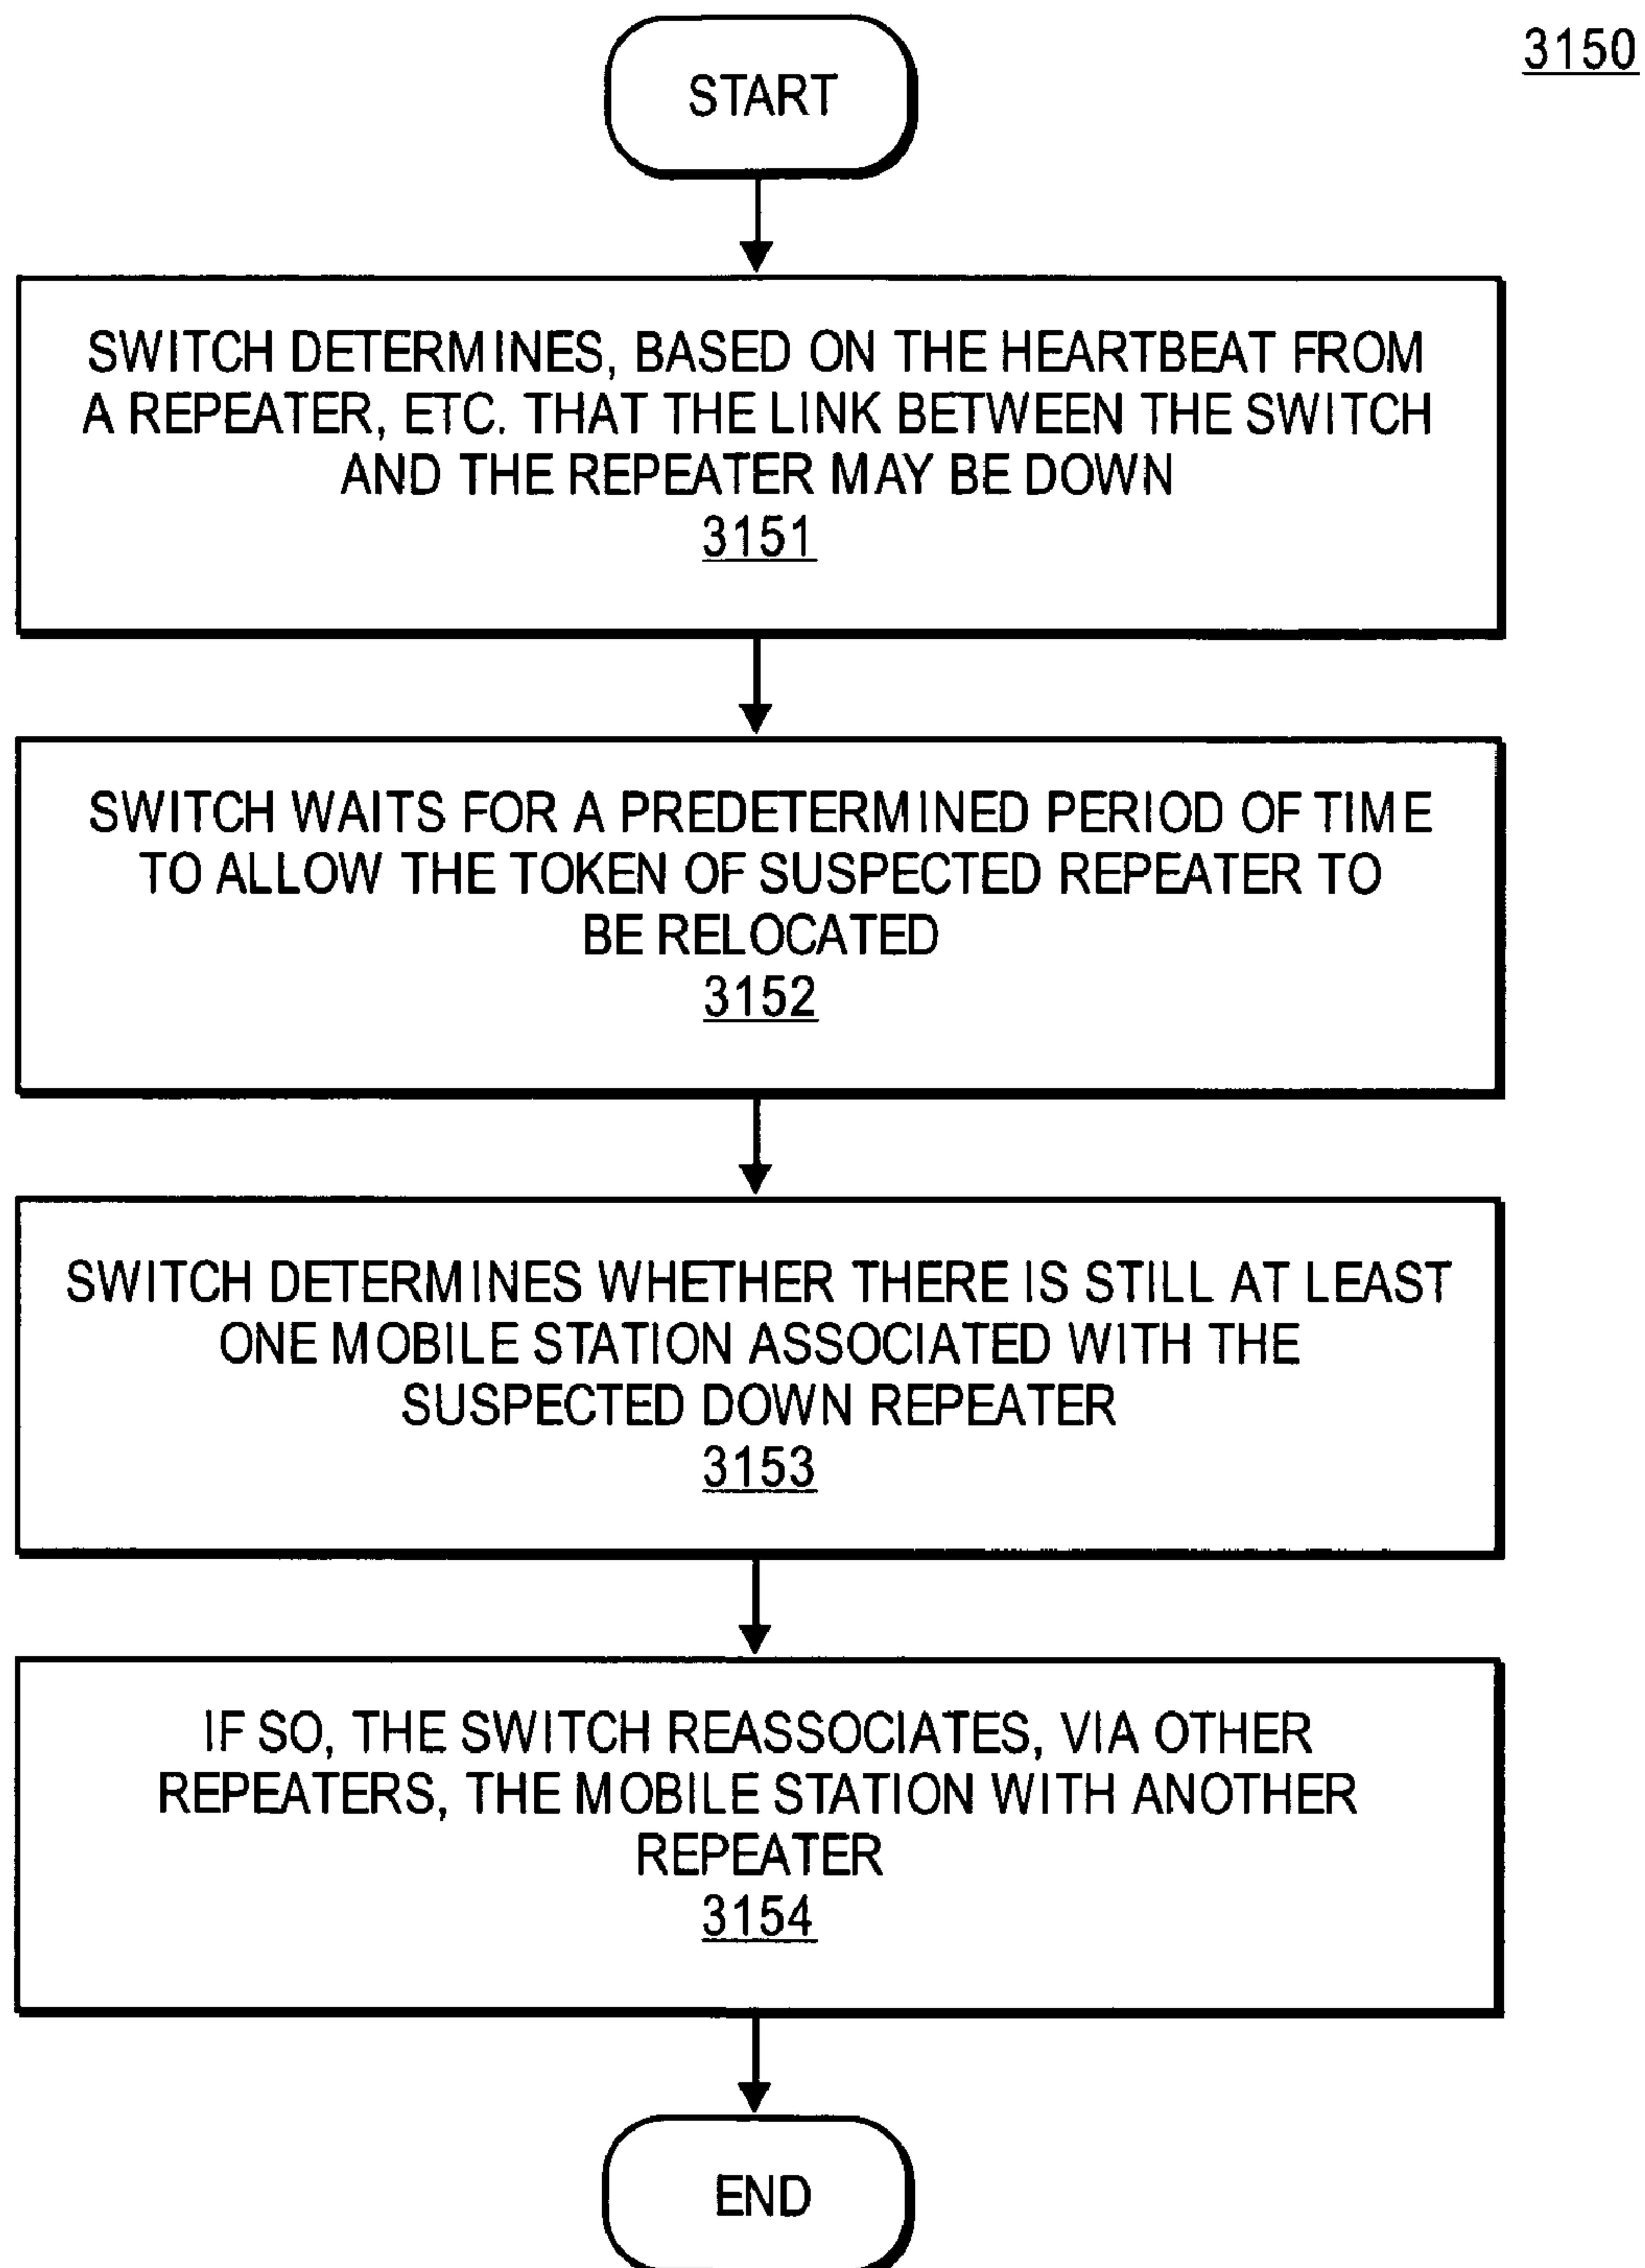 3150
START
SWITCH DETERMINES, BASED ON THE HEARTBEAT FROM
A REPEATER, ETC. THAT THE LINK BETWEEN THE SWITCH
AND THE REPEATER MAY BE DOWN
3151
SWITCH WAITS FOR A PREDETERMINED PERIOD OF TIME
TO ALLOW THE TOKEN OF SUSPECTED REPEATER TO
BE RELOCATED
3152
SWITCH DETERMINES WHETHER THERE IS STILL AT LEAST
ONE MOBILE STATION ASSOCIATED WITH THE
SUSPECTED DOWN REPEATER
3153
IF SO, THE SWITCH REASSOCIATES, VIA OTHER
REPEATERS, THE MOBILE STATION WITH ANOTHER
REPEATER
3154
END